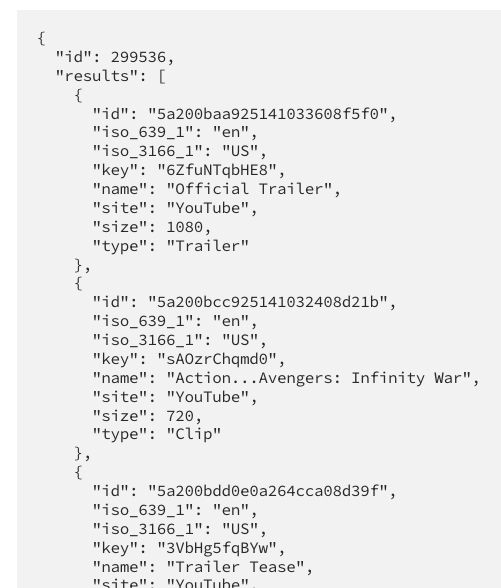 {
"id": 299536,
"results": [
{
"id": "5a200baa925141033608f5f0",
"iso_639_1": "en",
"iso_3166_1": "US",
"key": "6ZfuNTqbHE8",
"name": "Official Trailer",
"site": "YouTube",
"size": 1080,
"type": "Trailer"
},
{
"id": "5a200bcc925141032408d21b",
"iso_639_1": "en",
"iso_3166_1": "US",
"key": "sAOzrChqmd0",
"name": "Action...Avengers: Infinity War",
"site": "YouTube",
"size": 720,
"type": "Clip"
},
{
"id": "5a200bdd0e0a264cca08d39f",
"iso_639_1": "en",
"iso_3166_1": "US",
"key": "3VbHg5fqBYw",
"name": "Trailer Tease",
"site": "YouTube",